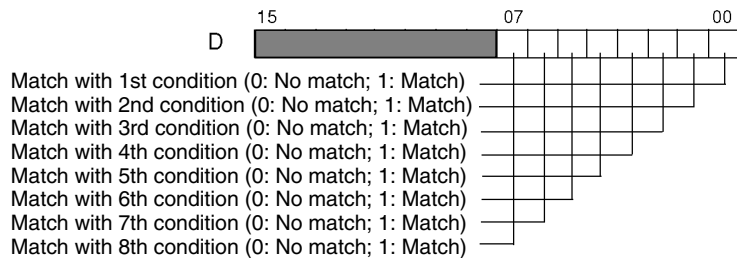 15 07 00
D
Match with 1st condition (0: No match; 1: Match)
Match with 2nd condition (0: No match; 1: Match)
Match with 3rd condition (0: No match; 1: Match)
Match with 4th condition (0: No match; 1: Match)
Match with 5th condition (0: No match; 1: Match)
Match with 6th condition (0: No match; 1: Match)
Match with 7th condition (0: No match; 1: Match)
Match with 8th condition (0: No match; 1: Match)